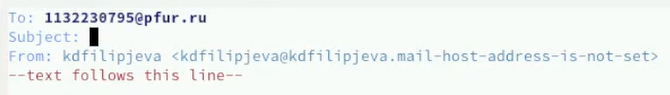 To: 1132230795@pfur.ru
Subject:
From: kdfilipjeva <kdfilipjeva@kdfilipjeva.mail-host-address-is-not-set>
--text follows this line--